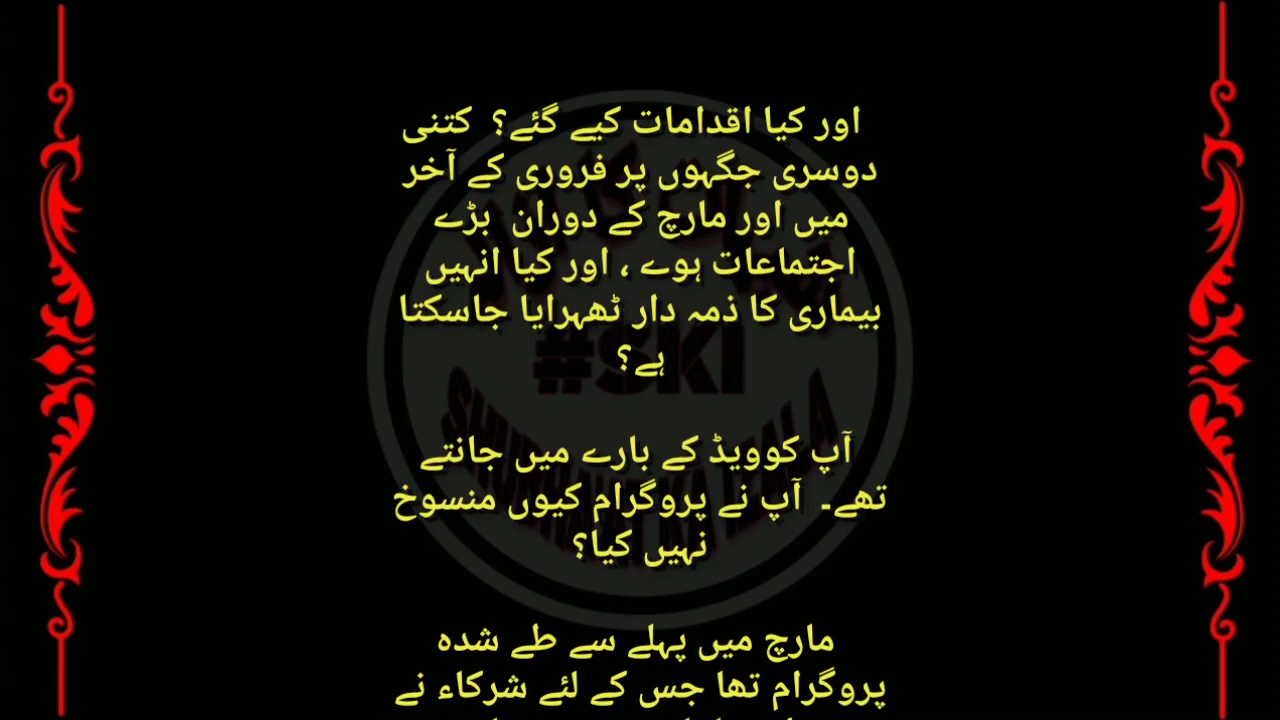 اور کیا اقدامات کیے گئے؟ کتنی
دوسری جگہوں پر فروری کے آخر
میں اور مارچ کے دوران بڑے
اجتماعات ہوے ، اور کیا انہیں
بیماری کا ذمہ دار ٹھہرایا جاسکتا
ہے؟
#SKI
آپ کوویڈ کے بارے میں جانتے
تھے۔ آپ نے پروگرام کیوں منسوخ
نہیں کیا؟
مارچ میں پہلے سے طے شدہ
پروگرام تھا جس کے لئے شرکاء نے